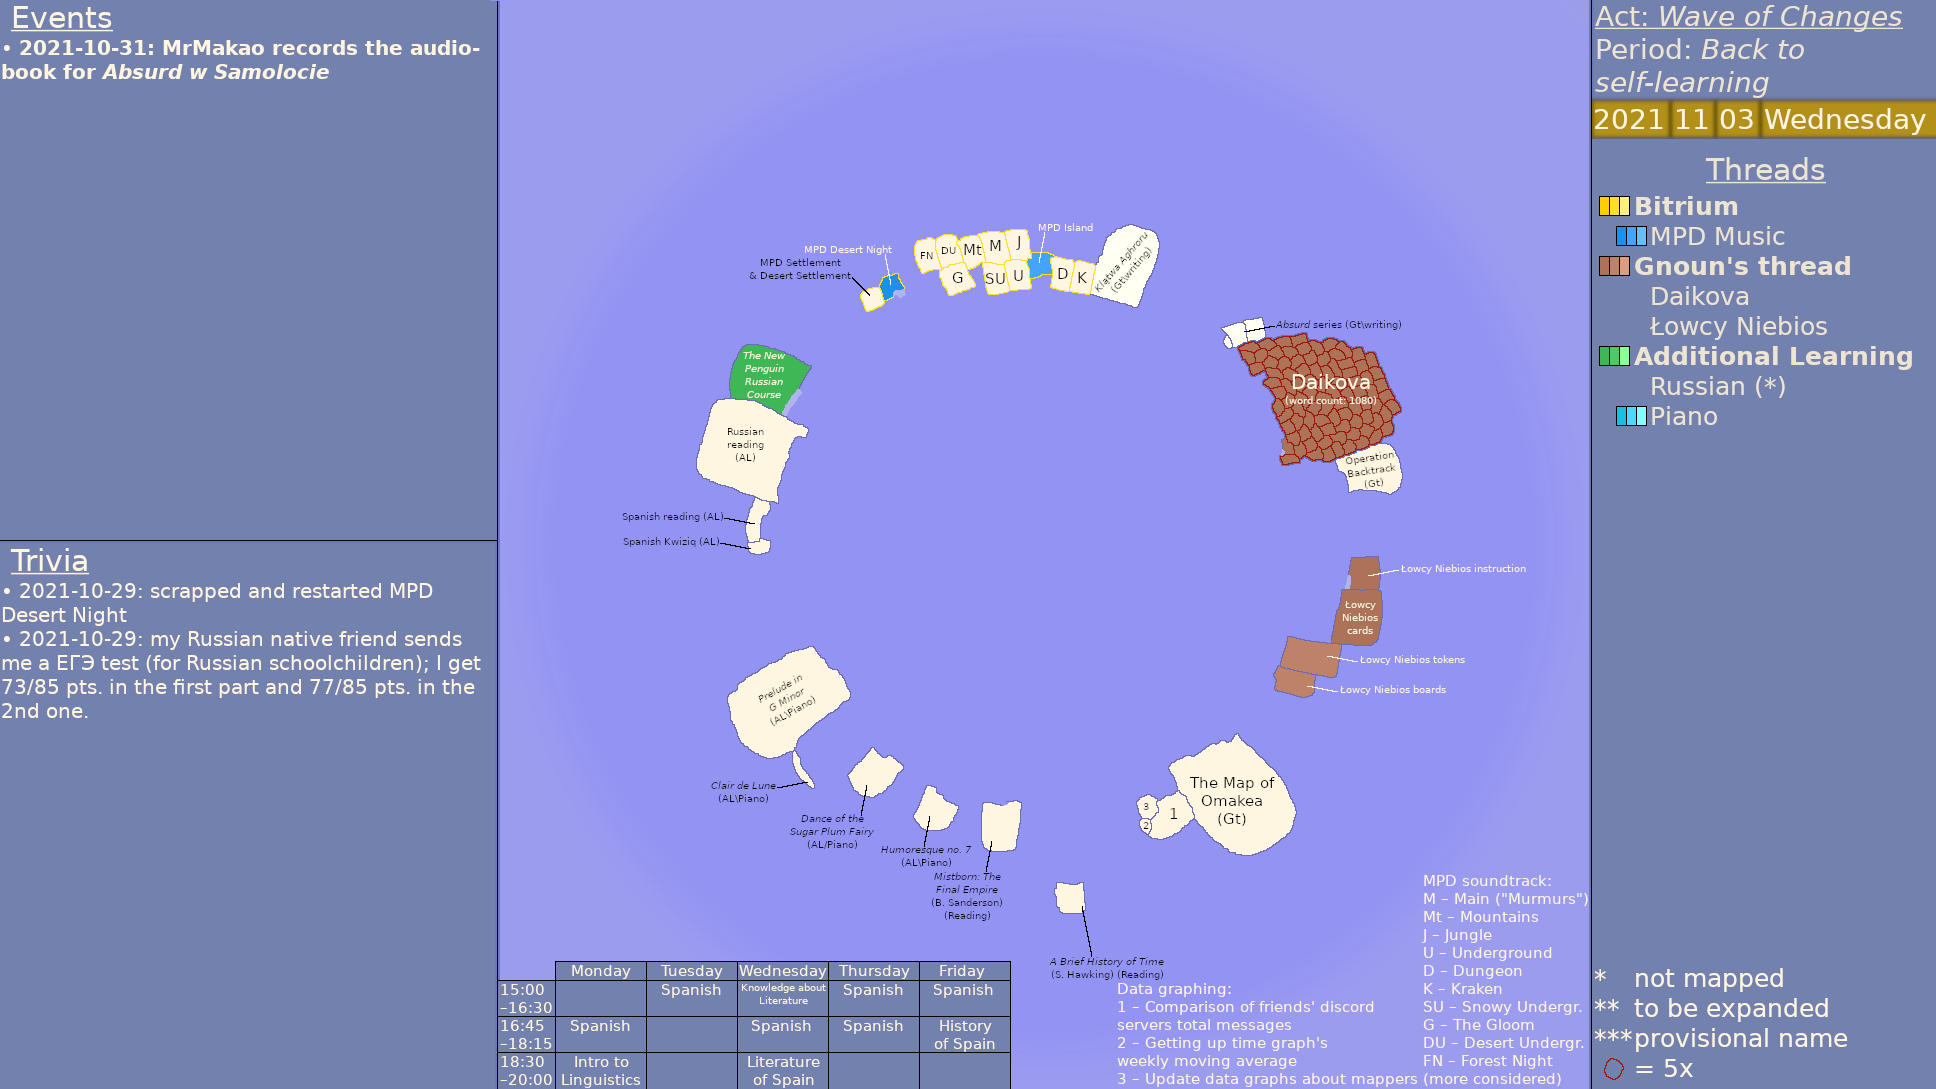 Events
• 2021-10-31: MrMakao records the audio-
book for Absurd w Samolocie
Trivia
• 2021-10-29: scrapped and restarted MPD
Desert Night
• 2021-10-29: my Russian native friend sends
me a ЕГЭ test (for Russian schoolchildren); I get
73/85 pts. in the first part and 77/85 pts. in the
2nd one.
MPD Desert Night
MPD Settlement
& Desert Settlement
FN
DU
Mt
M
J
G
SU
U
MPD Island
D
K
Klątwa Aghroru
(Gt\writing)
Absurd series (Gt\writing)
Daikova
(word count: 1080)
Operation
Backtrack
(Gt)
The New
Penguin
Russian
Course
Russian
reading
(AL)
Spanish reading (AL)
Spanish Kwiziq (AL)
Łowcy Niebios instruction
Łowcy
Niebios
cards
Łowcy Niebios tokens
Łowcy Niebios boards
Prelude in
G Minor
(AL\Piano)
Clair de Lune
(AL\Piano)
Dance of the
Sugar Plum Fairy
(AL/Piano)
Humoresque no. 7
(AL\Piano)
Mistborn: The
Final Empire
(B. Sanderson)
(Reading)
A Brief History of Time
(S. Hawking) (Reading)
The Map of
Omakea
(Gt)
3
2
1
Monday Tuesday Wednesday Thursday Friday
15:00
–16:30
Spanish
Knowledge about
Literature
Spanish
Spanish
16:45
–18:15
Spanish
Spanish
Spanish
History
of Spain
18:30
–20:00
Intro to
Linguistics
Literature
of Spain
Data graphing:
1 – Comparison of friends' discord
servers total messages
2 – Getting up time graph's
weekly moving average
3 – Update data graphs about mappers
MPD soundtrack:
M – Main ("Murmurs")
Mt – Mountains
J – Jungle
U – Underground
D – Dungeon
K – Kraken
SU – Snowy Undergr.
G – The Gloom
DU – Desert Undergr.
FN – Forest Night
(more considered)
Act: Wave of Changes
Period: Back to
self-learning
2021 11 03 Wednesday
Threads
Bitrium
MPD Music
Gnoun's thread
Daikova
Łowcy Niebios
Additional Learning
Russian (*)
Piano
* not mapped
** to be expanded
*** provisional name
= 5x